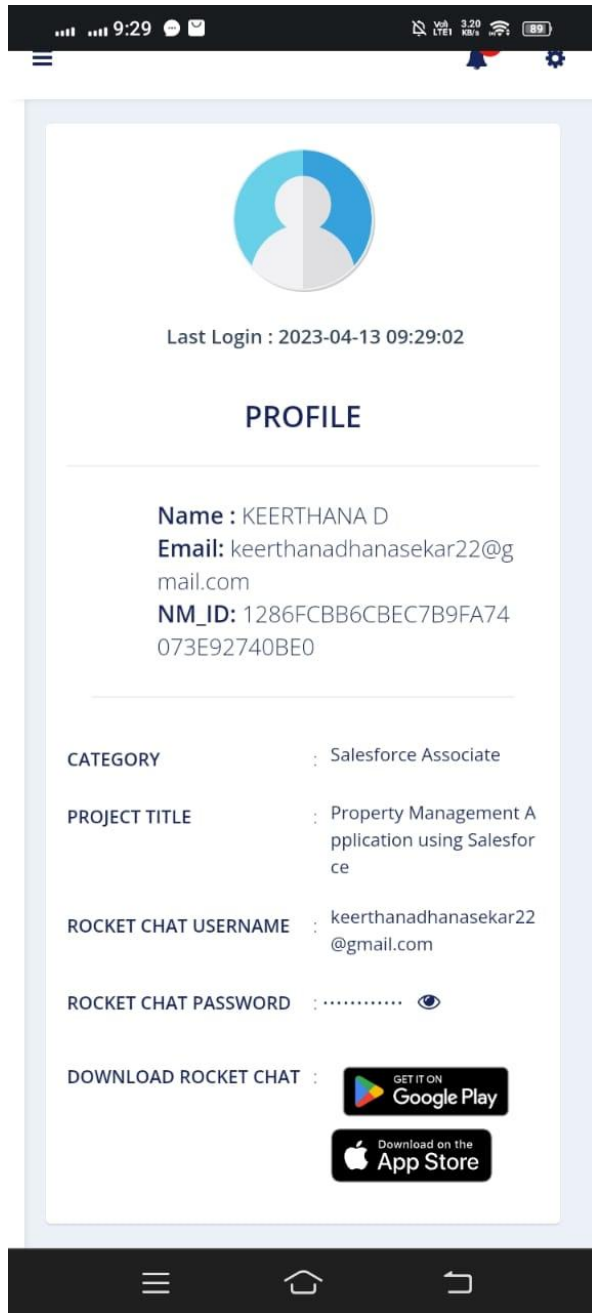 9:29
VoA LTE1 3.20 KB/s 89
Last Login : 2023-04-13 09:29:02
PROFILE
Name : KEERTHANA D
Email: keerthanadhanasekar22@g
mail.com
NM_ID: 1286FCBB6CBEC7B9FA74
073E92740BE0
CATEGORY : Salesforce Associate
PROJECT TITLE : Property Management A
pplication using Salesfor
ce
ROCKET CHAT USERNAME : keerthanadhanasekar22
@gmail.com
ROCKET CHAT PASSWORD : ............
DOWNLOAD ROCKET CHAT :
GET IT ON
Google Play
Download on the
App Store